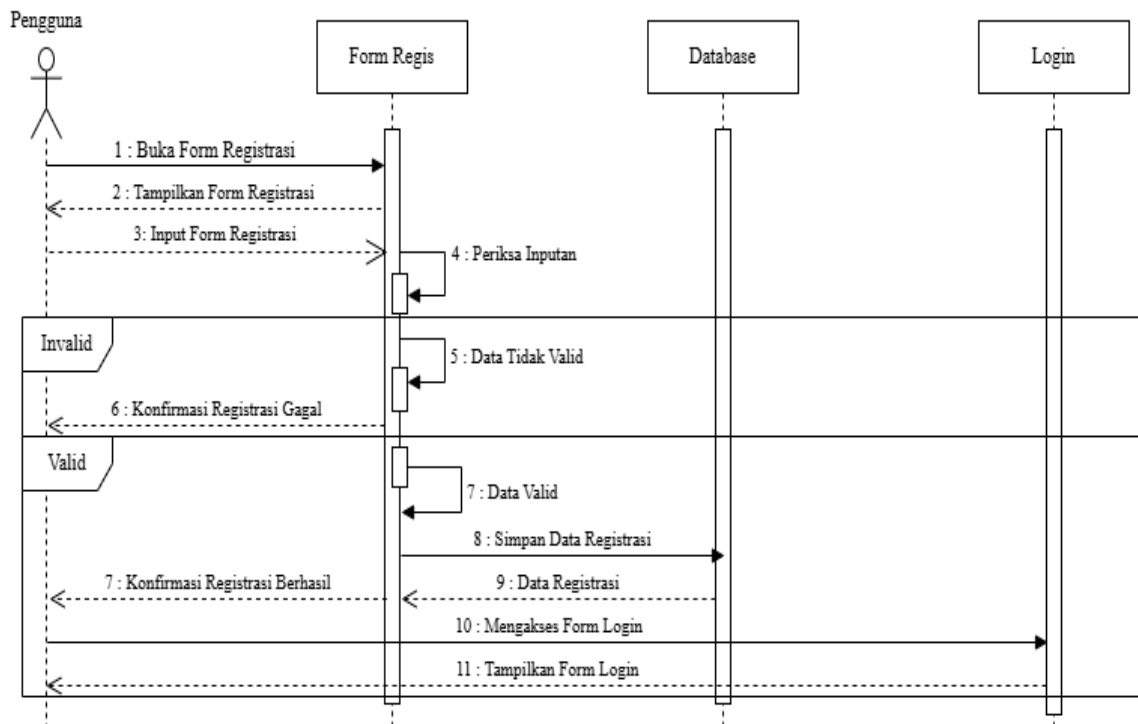 Pengguna
Form Regis
Database
Login
1 : Buka Form Registrasi
2 : Tampilkan Form Registrasi
3: Input Form Registrasi
4 : Periksa Inputan
Invalid
5 : Data Tidak Valid
6 : Konfirmasi Registrasi Gagal
Valid
7 : Data Valid
8 : Simpan Data Registrasi
7 : Konfirmasi Registrasi Berhasil
9 : Data Registrasi
10 : Mengakses Form Login
11 : Tampilkan Form Login